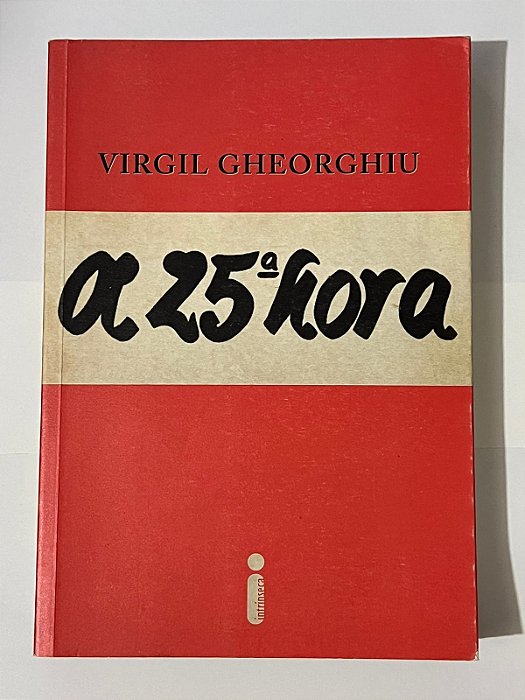 VIRGIL GHEORGHIU
a 25ª hora
intrínseca